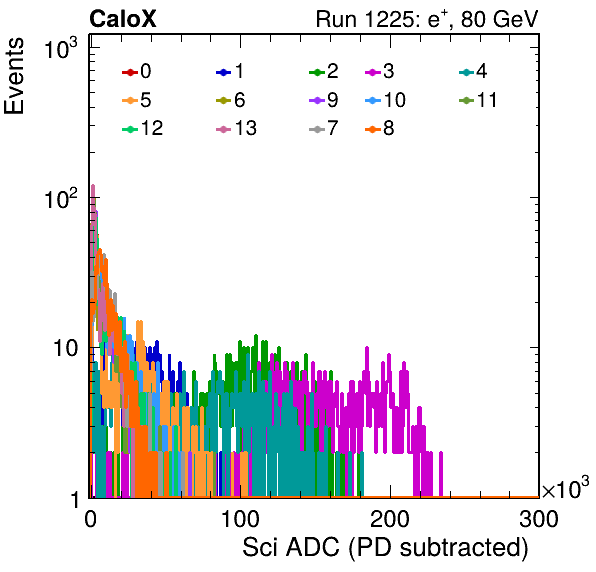 CaloX Run 1225: e⁺, 80 GeV
Events
10³
0 1 2 3 4
5 6 9 10 11
12 13 7 8
10²
10
1
0 100 200 300
×10³
Sci ADC (PD subtracted)